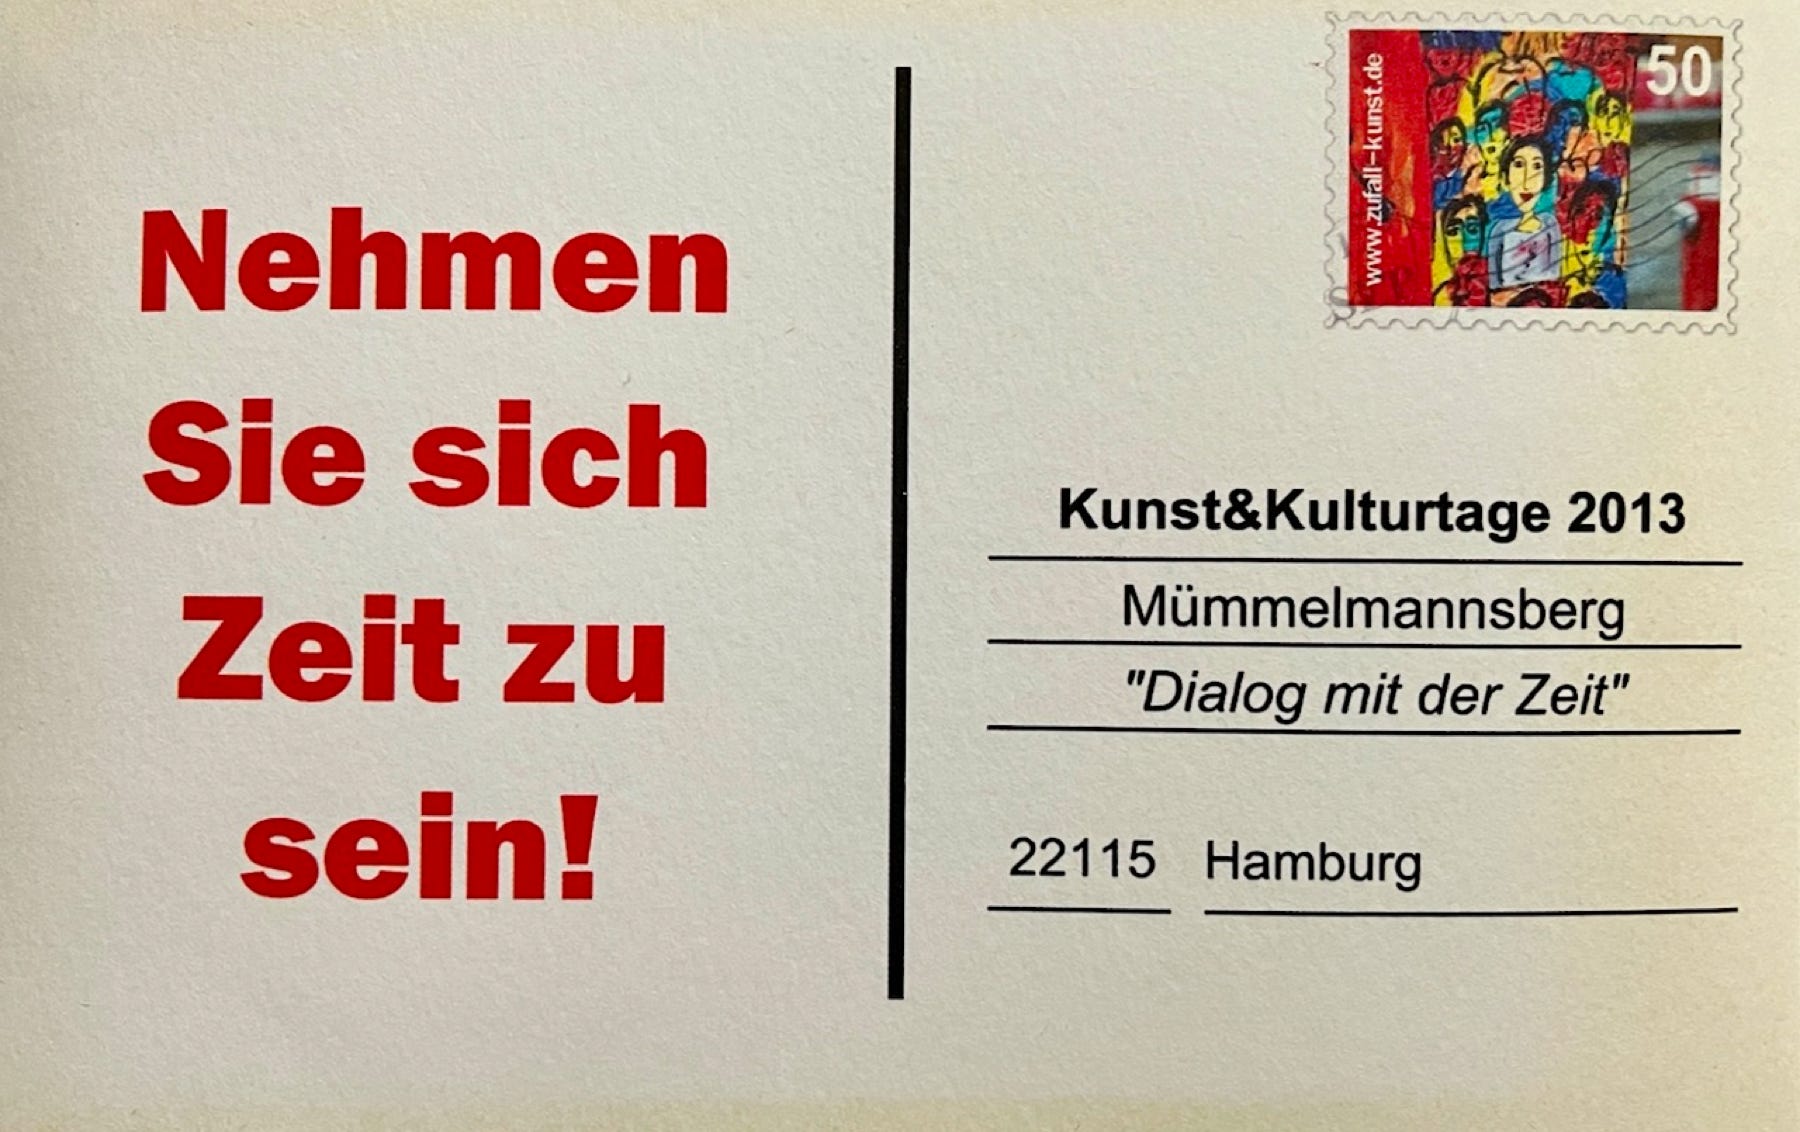 Nehmen
Sie sich
Zeit zu
sein!
www.zufall-kunst.de
50
Kunst&Kulturtage 2013
Mümmelmannsberg
"Dialog mit der Zeit"
22115 Hamburg